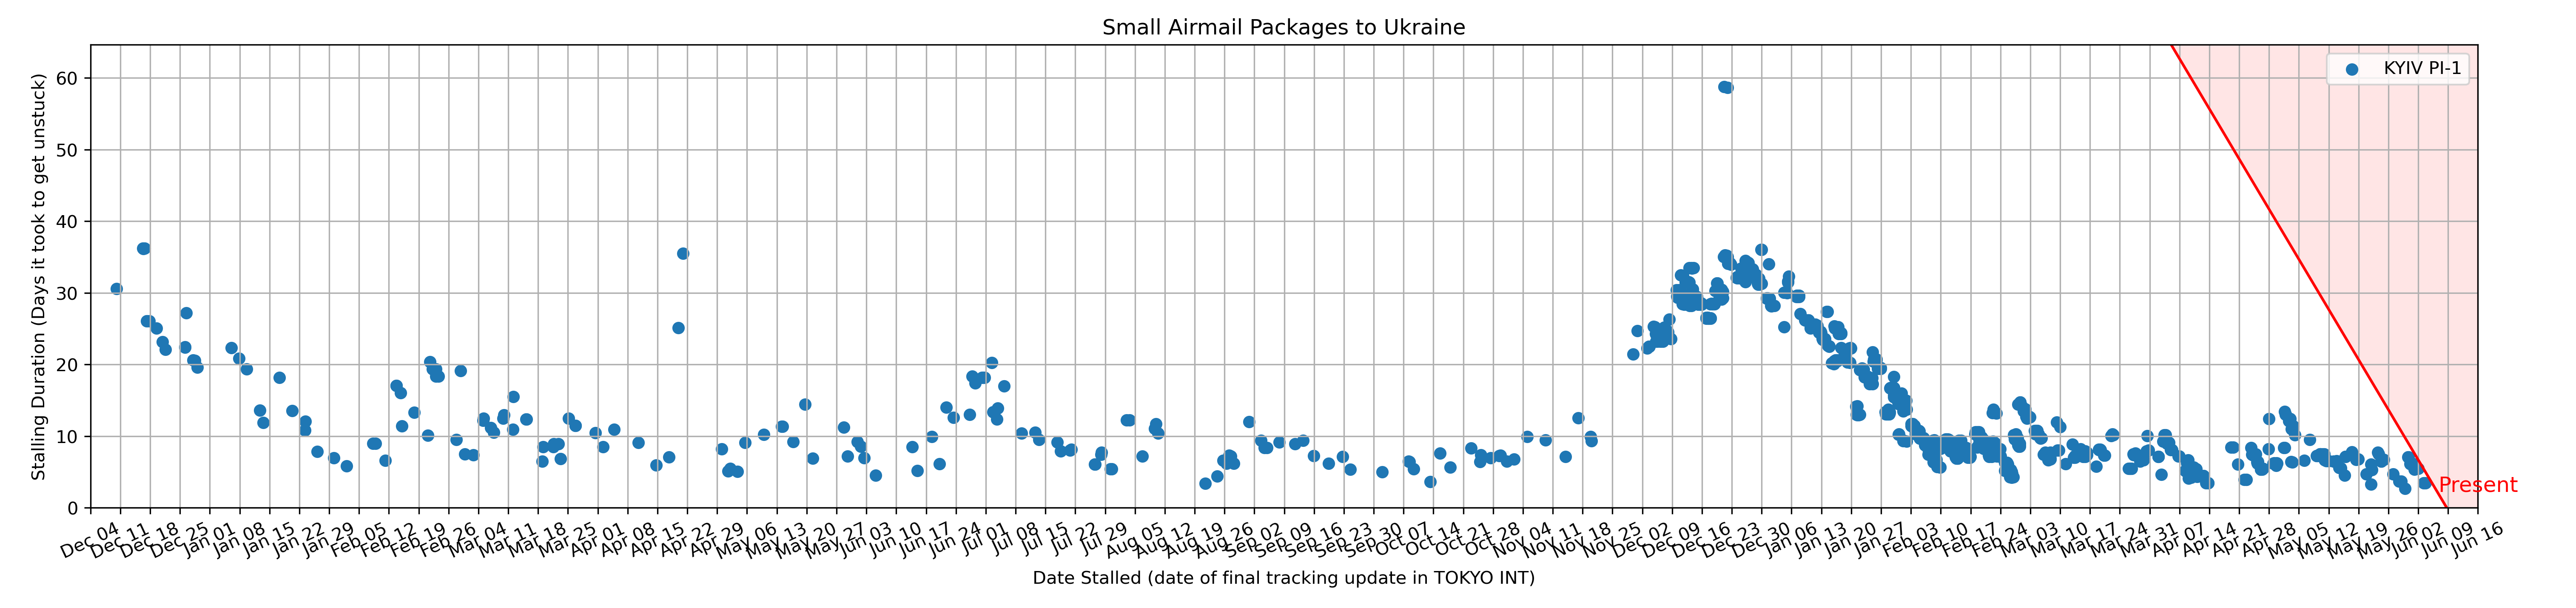 Small Airmail Packages to Ukraine
KYIV PI-1
Stalling Duration (Days it took to get unstuck)
60
50
40
30
20
10
0
Present
Dec 04 Dec 11 Dec 18 Dec 25 Jan 01 Jan 08 Jan 15 Jan 22 Jan 29 Feb 05 Feb 12 Feb 19 Feb 26 Mar 04 Mar 11 Mar 18 Mar 25 Apr 01 Apr 08 Apr 15 Apr 22 Apr 29 May 06 May 13 May 20 May 27 Jun 03 Jun 10 Jun 17 Jun 24 Jul 01 Jul 08 Jul 15 Jul 22 Jul 29 Aug 05 Aug 12 Aug 19 Aug 26 Sep 02 Sep 09 Sep 16 Sep 23 Sep 30 Oct 07 Oct 14 Oct 21 Oct 28 Nov 04 Nov 11 Nov 18 Nov 25 Dec 02 Dec 09 Dec 16 Dec 23 Dec 30 Jan 06 Jan 13 Jan 20 Jan 27 Feb 03 Feb 10 Feb 17 Feb 24 Mar 03 Mar 10 Mar 17 Mar 24 Mar 31 Apr 07 Apr 14 Apr 21 Apr 28 May 05 May 12 May 19 May 26 Jun 02 Jun 09 Jun 16
Date Stalled (date of final tracking update in TOKYO INT)